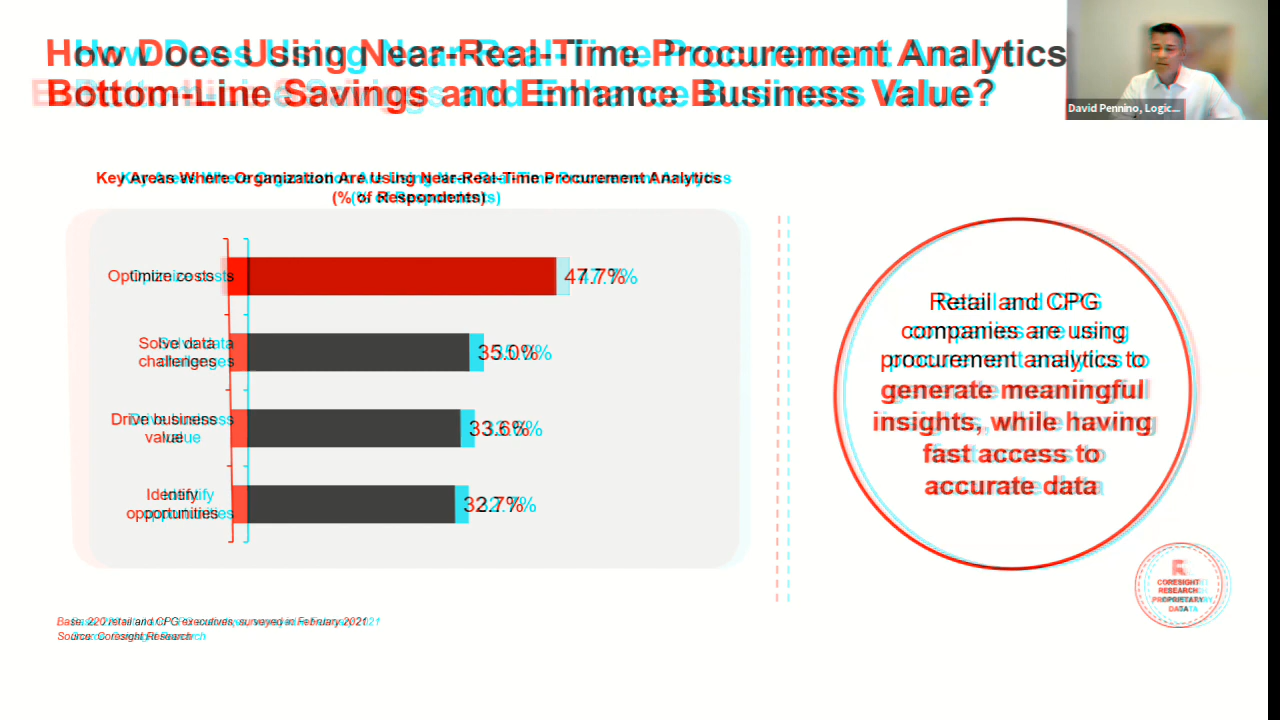 How Does Using Near-Real-Time Procurement Analytics
Bottom-Line Savings and Enhance Business Value?
David Pennino, Logic...
Key Areas Where Organization Are Using Near-Real-Time Procurement Analytics
(% of Respondents)
Optimize costs 47.7%
Solve data
challenges
35.0%
Drive business
value
33.6%
Identify
opportunities
32.7%
Retail and CPG
companies are using
procurement analytics to
generate meaningful
insights, while having
fast access to
accurate data
CORESIGHT
RESEARCH
PROPRIETARY
DATA
Base: 220 retail and CPG executives, surveyed in February 2021
Source: Coresight Research